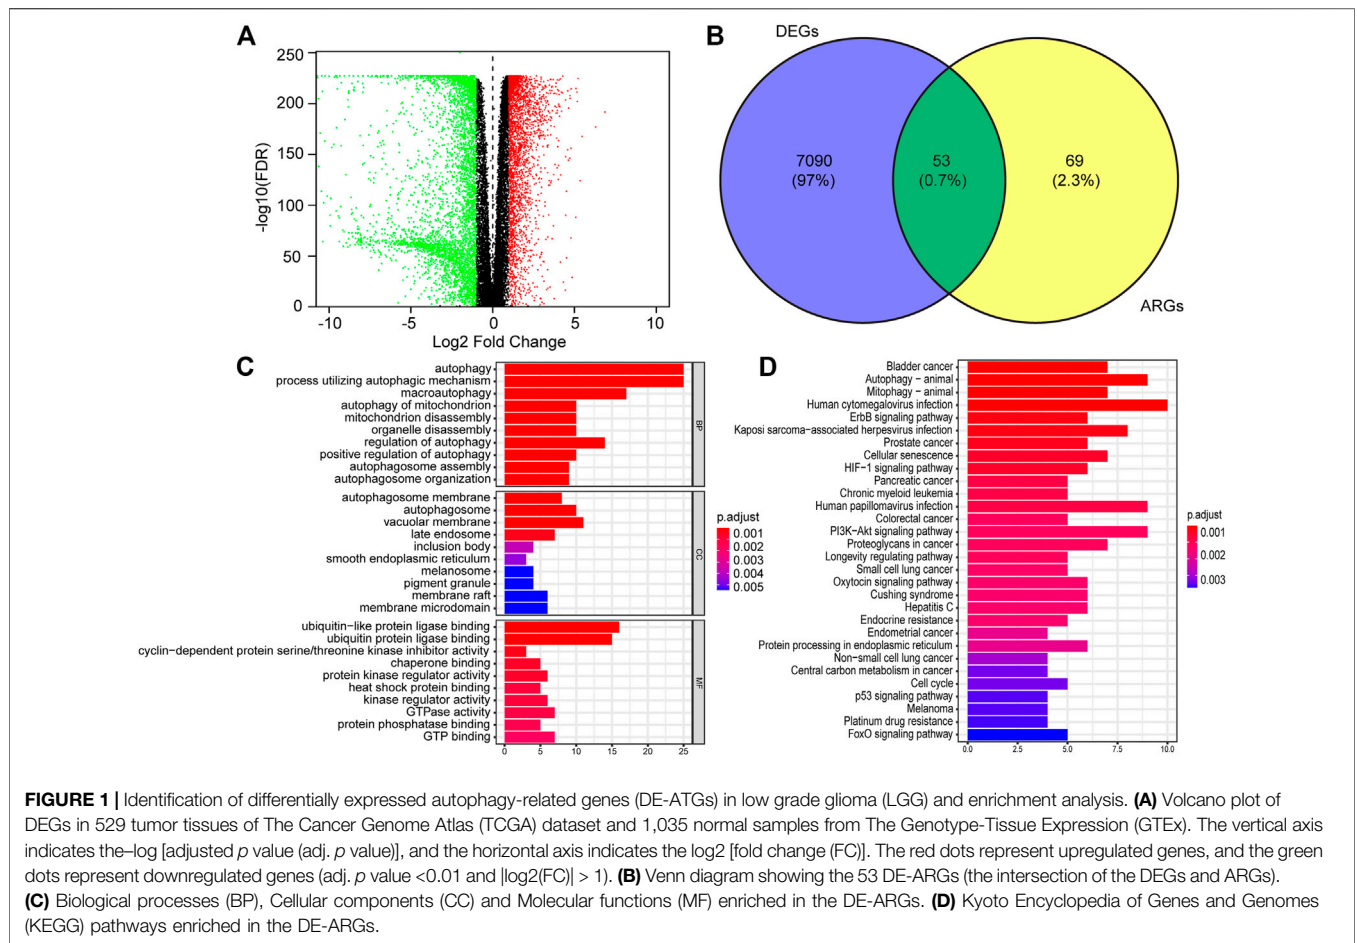 A
250
200
150
100
50
0
-log10(FDR)
-10
-5
0
5
10
Log2 Fold Change
B
DEGs
7090
(97%)
53
(0.7%)
69
(2.3%)
ARGs
C
autophagy
process utilizing autophagic mechanism
macroautophagy
autophagy of mitochondrion
mitochondrion disassembly
organelle disassembly
regulation of autophagy
positive regulation of autophagy
autophagosome assembly
autophagosome organization
BP
autophagosome membrane
autophagosome
vacuolar membrane
late endosome
inclusion body
smooth endoplasmic reticulum
melanosome
pigment granule
membrane raft
membrane microdomain
CC
ubiquitin−like protein ligase binding
ubiquitin protein ligase binding
cyclin−dependent protein serine/threonine kinase inhibitor activity
chaperone binding
protein kinase regulator activity
heat shock protein binding
kinase regulator activity
GTPase activity
protein phosphatase binding
GTP binding
MF
0
5
10
15
20
25
p.adjust
0.001
0.002
0.003
0.004
0.005
D
Bladder cancer
Autophagy − animal
Mitophagy − animal
Human cytomegalovirus infection
ErbB signaling pathway
Kaposi sarcoma−associated herpesvirus infection
Prostate cancer
Cellular senescence
HIF−1 signaling pathway
Pancreatic cancer
Chronic myeloid leukemia
Human papillomavirus infection
Colorectal cancer
PI3K−Akt signaling pathway
Proteoglycans in cancer
Longevity regulating pathway
Small cell lung cancer
Oxytocin signaling pathway
Cushing syndrome
Hepatitis C
Endocrine resistance
Endometrial cancer
Protein processing in endoplasmic reticulum
Non−small cell lung cancer
Central carbon metabolism in cancer
Cell cycle
p53 signaling pathway
Melanoma
Platinum drug resistance
FoxO signaling pathway
0.0
2.5
5.0
7.5
10.0
p.adjust
0.001
0.002
0.003
FIGURE 1 | Identification of differentially expressed autophagy-related genes (DE-ATGs) in low grade glioma (LGG) and enrichment analysis. (A) Volcano plot of
DEGs in 529 tumor tissues of The Cancer Genome Atlas (TCGA) dataset and 1,035 normal samples from The Genotype-Tissue Expression (GTEx). The vertical axis
indicates the–log [adjusted p value (adj. p value)], and the horizontal axis indicates the log2 [fold change (FC)]. The red dots represent upregulated genes, and the green
dots represent downregulated genes (adj. p value <0.01 and |log2(FC)| > 1). (B) Venn diagram showing the 53 DE-ARGs (the intersection of the DEGs and ARGs).
(C) Biological processes (BP), Cellular components (CC) and Molecular functions (MF) enriched in the DE-ARGs. (D) Kyoto Encyclopedia of Genes and Genomes
(KEGG) pathways enriched in the DE-ARGs.